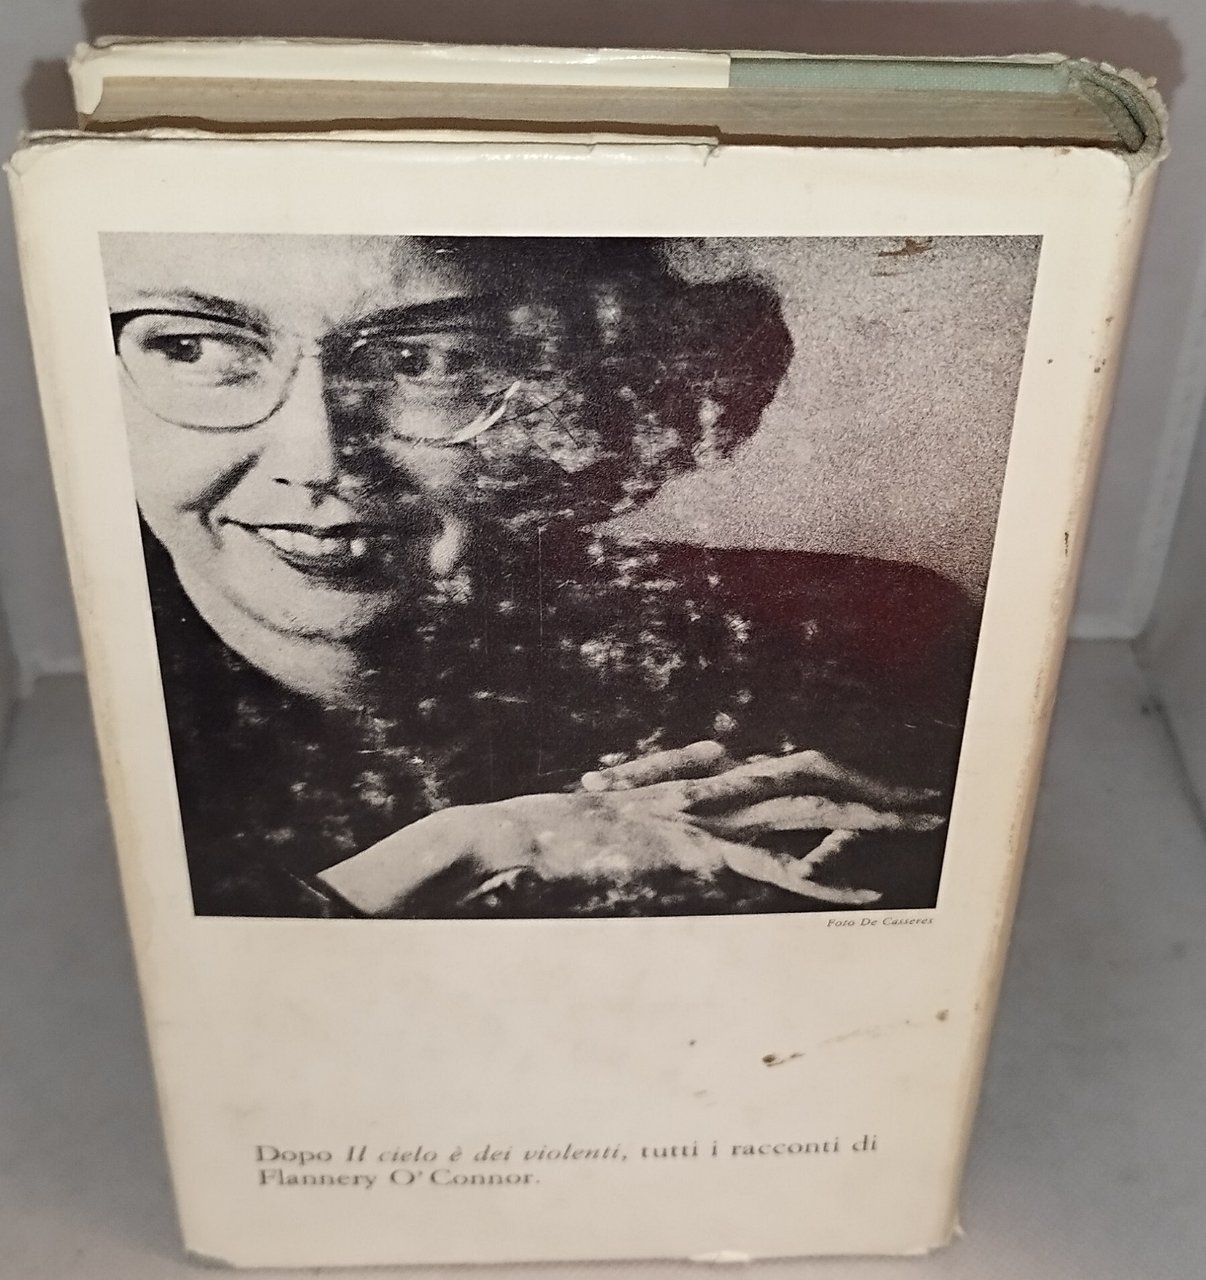 Foto De Casseres
Dopo Il cielo è dei violenti, tutti i racconti di
Flannery O' Connor.